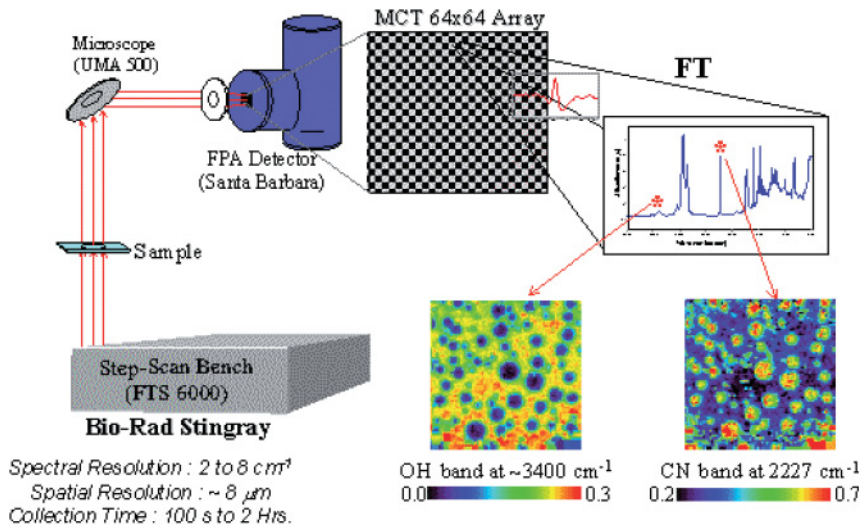 MCT 64x64 Array
Microscope
(UMA 500)
FT
FPA Detector
(Santa Barbara)
Sample
Step-Scan Bench
(FTS 6000)
Bio-Rad Stingray
Spectral Resolution : 2 to 8 cm⁻¹
Spatial Resolution : ~ 8 μm
Collection Time : 100 s to 2 Hrs.
OH band at ~3400 cm⁻¹
0.0 0.3
CN band at 2227 cm⁻¹
0.2 0.7